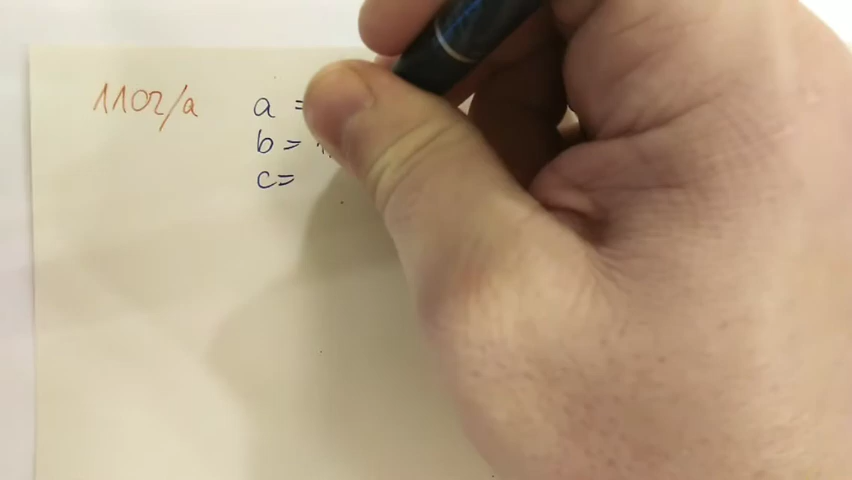 1102/a a =
b =
c =